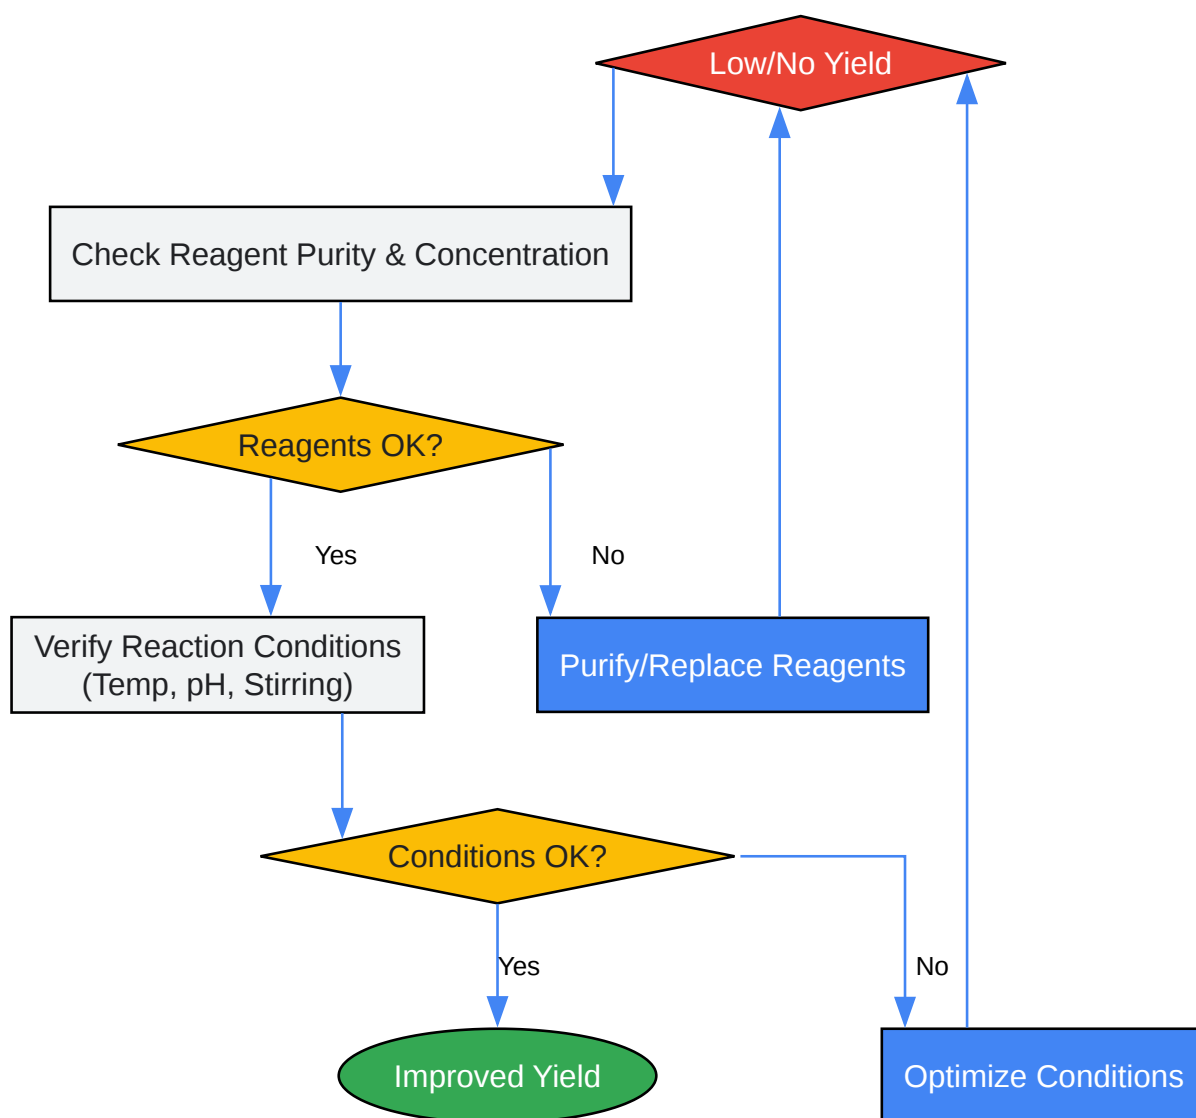 Low/No Yield
Check Reagent Purity & Concentration
Reagents OK?
Yes
No
Verify Reaction Conditions
(Temp, pH, Stirring)
Purify/Replace Reagents
Conditions OK?
Yes
No
Improved Yield
Optimize Conditions